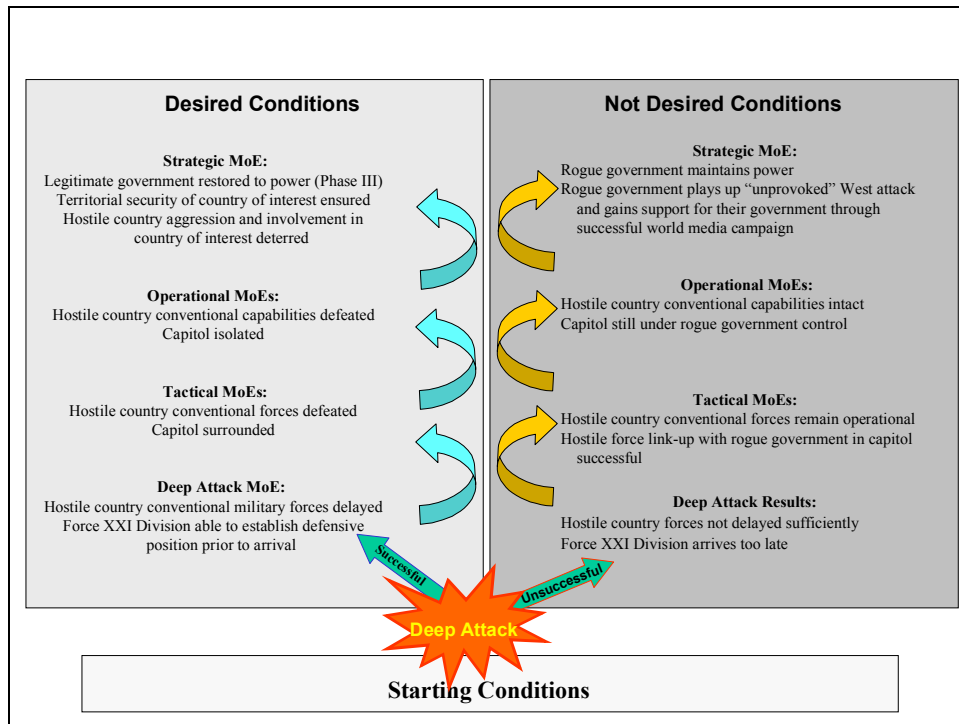 Desired Conditions
Strategic MoE:
Legitimate government restored to power (Phase III)
Territorial security of country of interest ensured
Hostile country aggression and involvement in
country of interest deterred
Operational MoEs:
Hostile country conventional capabilities defeated
Capitol isolated
Tactical MoEs:
Hostile country conventional forces defeated
Capitol surrounded
Deep Attack MoE:
Hostile country conventional military forces delayed
Force XXI Division able to establish defensive
position prior to arrival
Not Desired Conditions
Strategic MoE:
Rogue government maintains power
Rogue government plays up “unprovoked” West attack
and gains support for their government through
successful world media campaign
Operational MoEs:
Hostile country conventional capabilities intact
Capitol still under rogue government control
Tactical MoEs:
Hostile country conventional forces remain operational
Hostile force link-up with rogue government in capitol
successful
Deep Attack Results:
Hostile country forces not delayed sufficiently
Force XXI Division arrives too late
Successful
Unsuccessful
Deep Attack
Starting Conditions